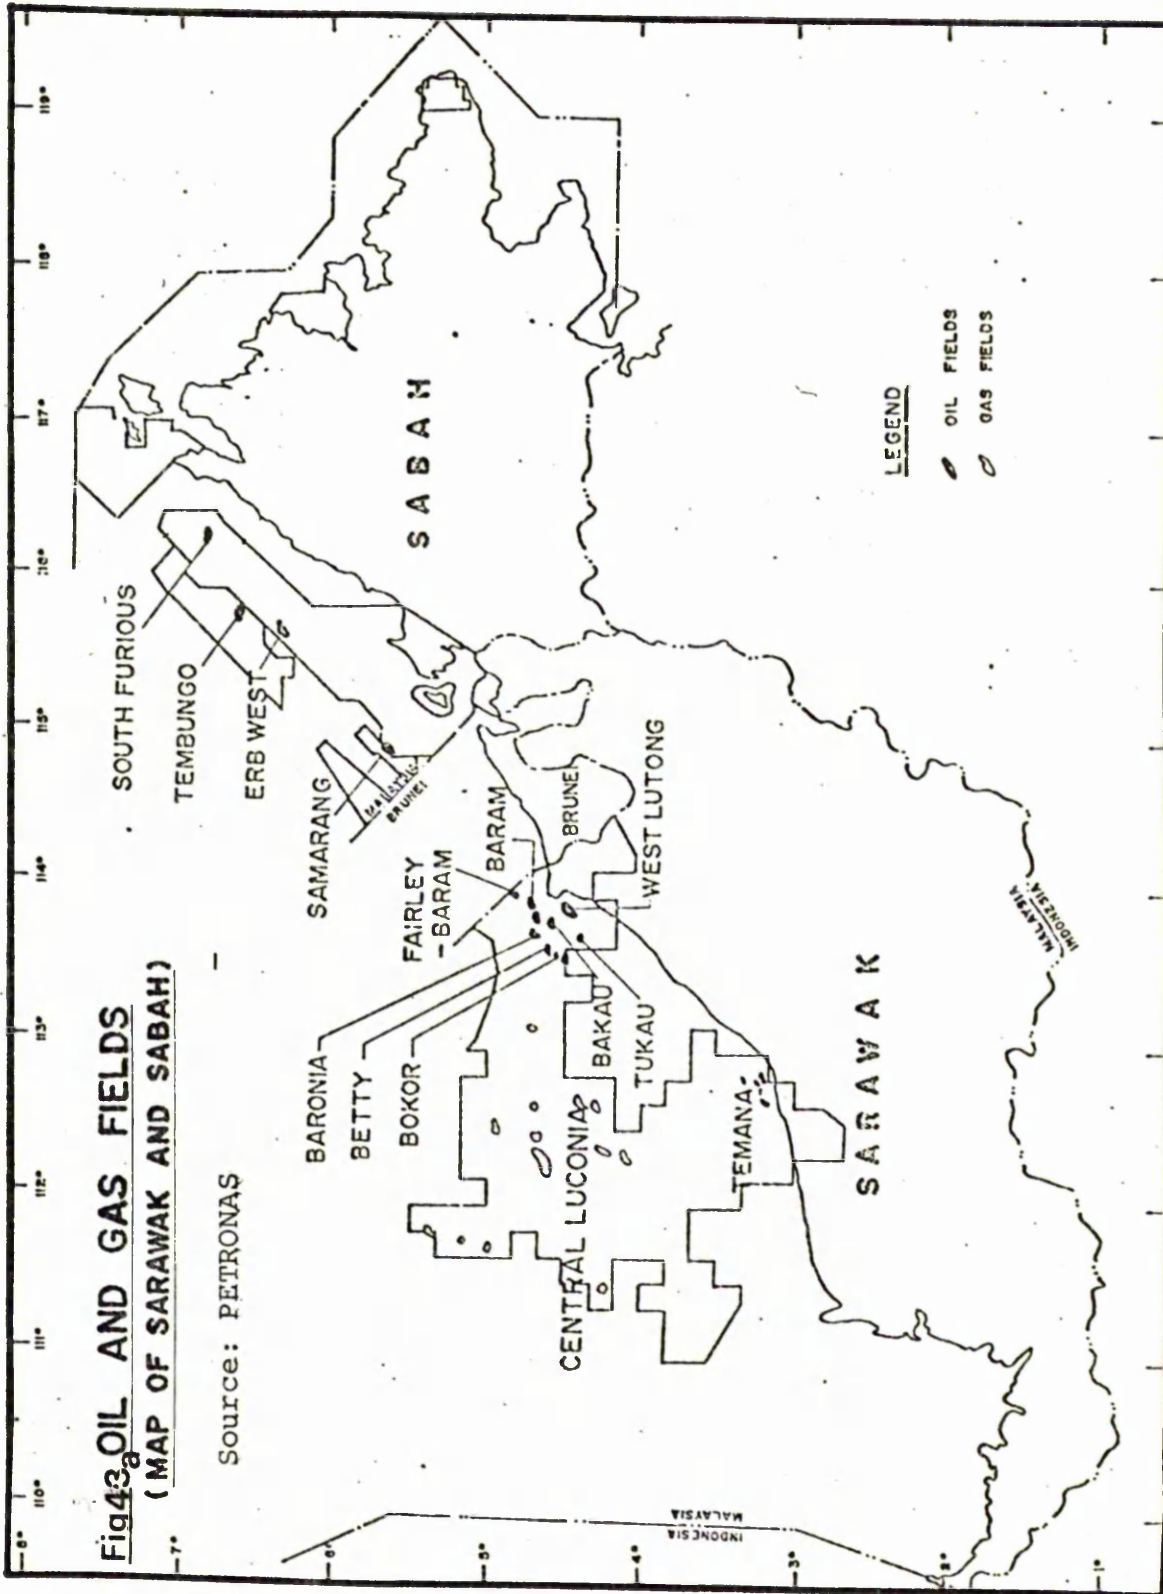 Fig43a OIL AND GAS FIELDS
(MAP OF SARAWAK AND SABAH)
Source: PETRONAS
110°
111°
112°
113°
114°
115°
116°
117°
118°
119°
8°
7°
6°
5°
4°
3°
2°
1°
SOUTH FURIOUS
TEMBUNGO
ERB WEST
SAMARANG
MALAYSIA
BRUNEI
FAIRLEY
-BARAM
BARAM
BRUNEI
WEST LUTONG
BARONIA
BETTY
BOKOR
BAKAU
TUKAU
CENTRAL LUCONIA
TEMANA
SABAH
SARAWAK
MALAYSIA
INDONESIA
MALAYSIA
INDONESIA
LEGEND
OIL FIELDS
GAS FIELDS